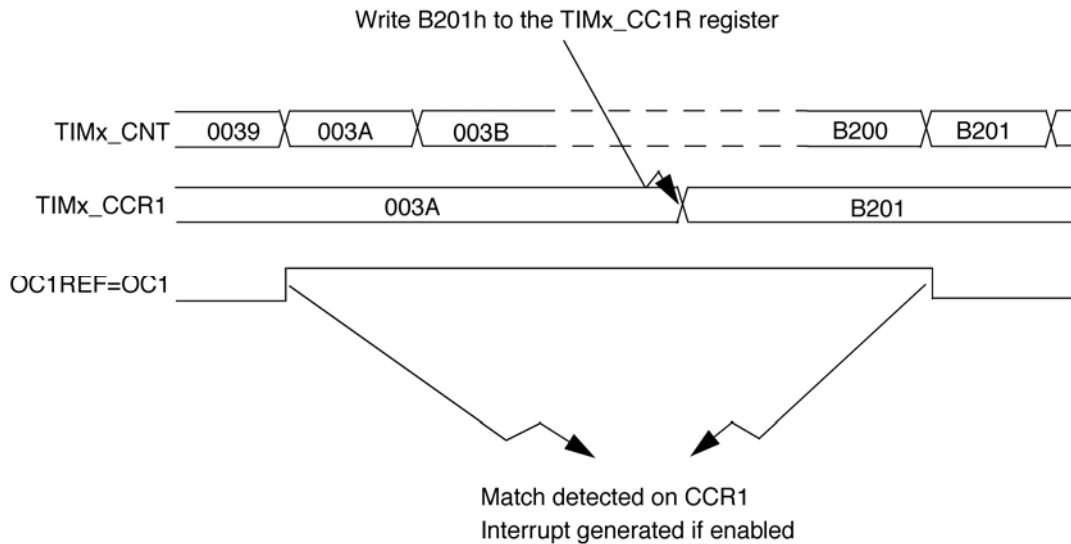 Write B201h to the TIMx_CC1R register
TIMx_CNT 0039 003A 003B B200 B201
TIMx_CCR1 003A B201
OC1REF=OC1
Match detected on CCR1
Interrupt generated if enabled